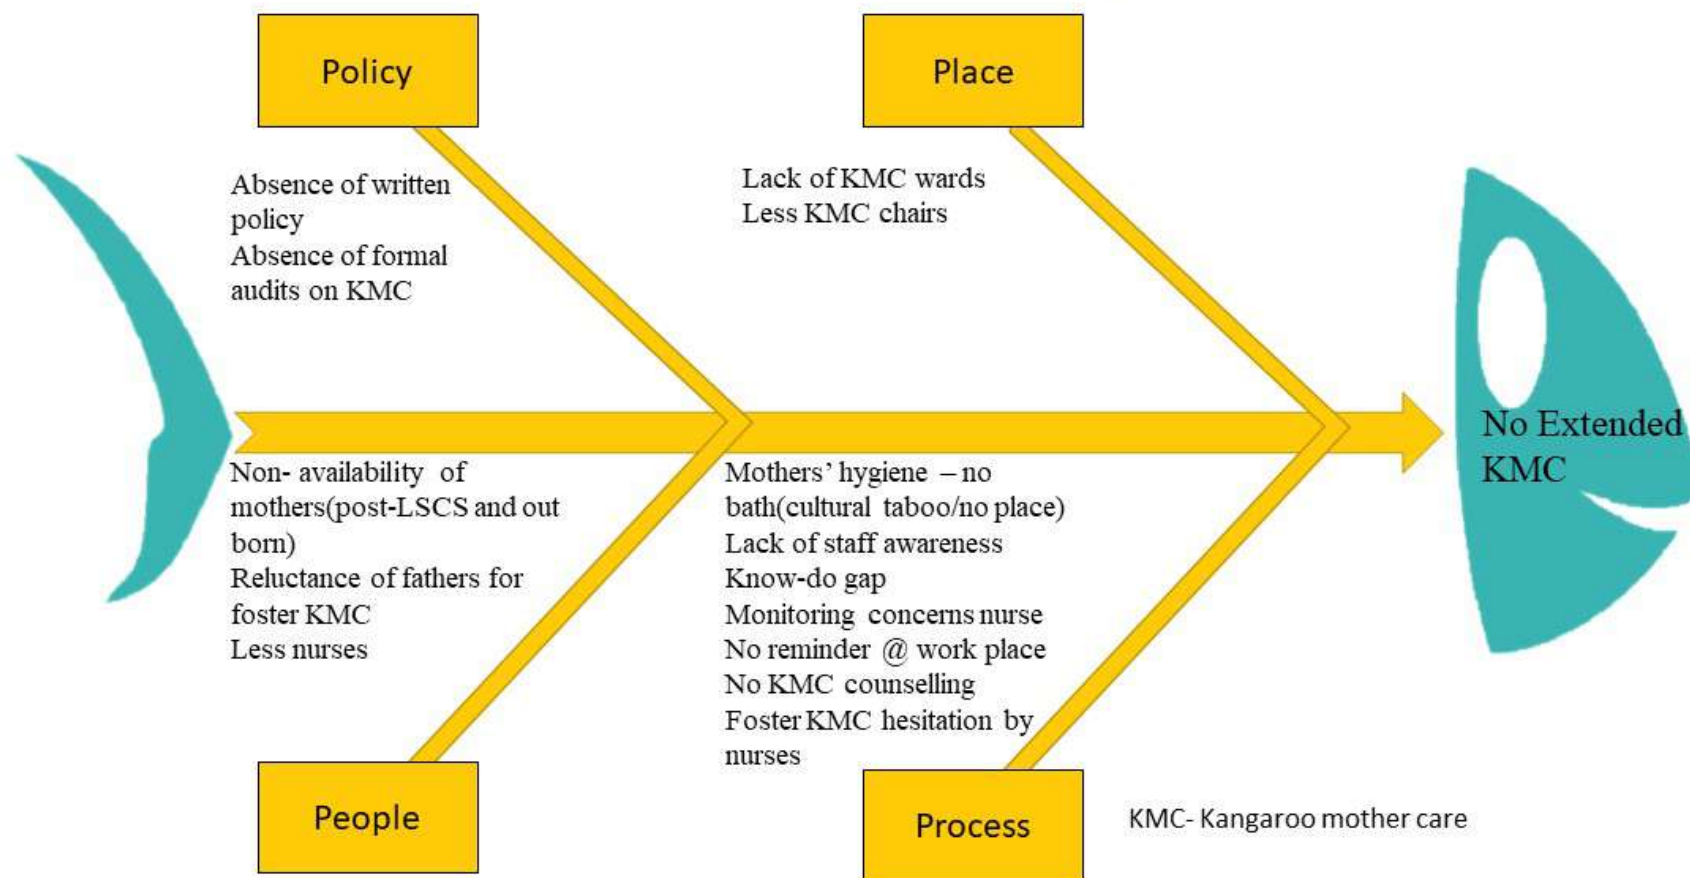 Policy
Absence of written
policy
Absence of formal
audits on KMC
Place
Lack of KMC wards
Less KMC chairs
No Extended
KMC
Non- availability of
mothers(post-LSCS and out
born)
Reluctance of fathers for
foster KMC
Less nurses
People
Mothers’ hygiene – no
bath(cultural taboo/no place)
Lack of staff awareness
Know-do gap
Monitoring concerns nurse
No reminder @ work place
No KMC counselling
Foster KMC hesitation by
nurses
Process
KMC- Kangaroo mother care